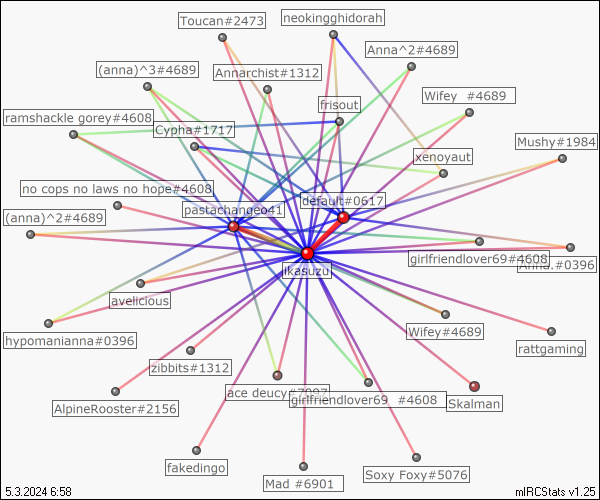 Toucan#2473
neokingghidorah
Anna^2#4689
(anna)^3#4689
Annarchist#1312
Wifey #4689
frisout
ramshackle gorey#4608
Cypha#1717
Mushy#1984
xenoyaut
no cops no laws no hope#4608
default#0617
pastachangeo41
(anna)^2#4689
girlfriendlover69#4608
Anna.#0396
ikasuzu
avelicious
hypomanianna#0396
Wifey#4689
rattgaming
zibbits#1312
ace deucy
girlfriendlover69 #4608
Skalman
AlpineRooster#2156
fakedingo
Soxy Foxy#5076
Mad #6901
5.3.2024 6:58
mIRCStats v1.25